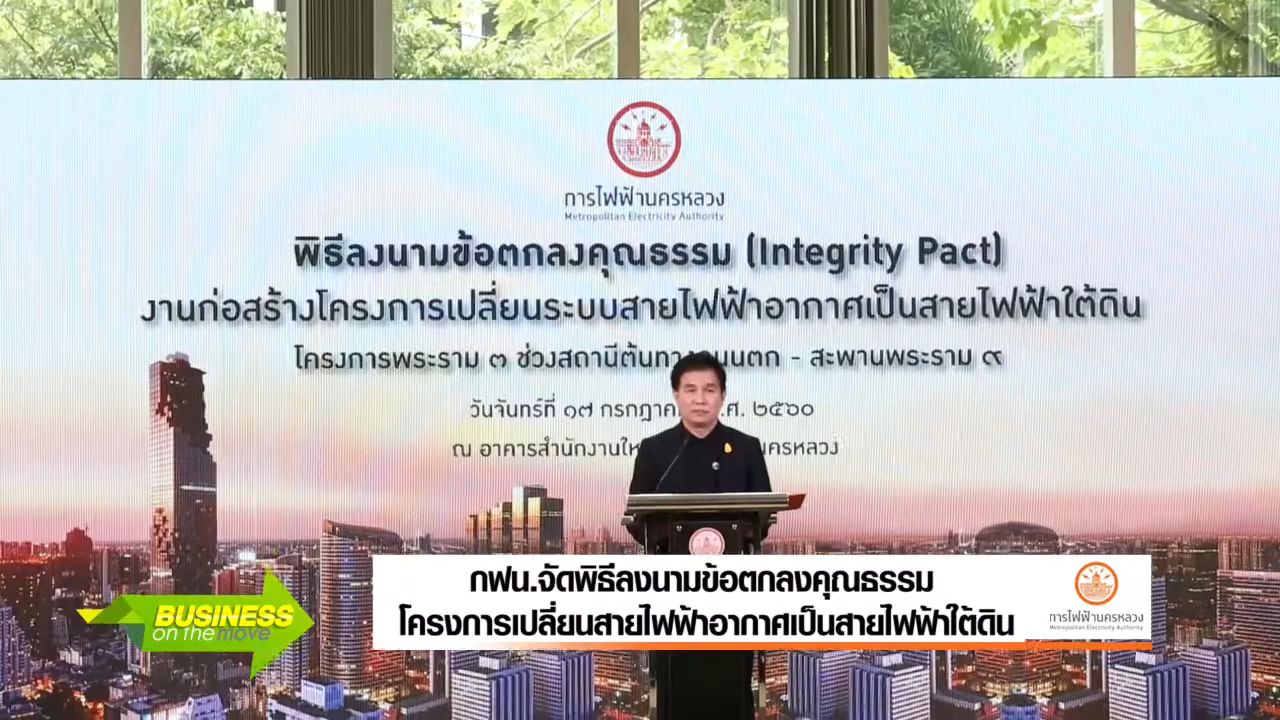 การไฟฟ้านครหลวง
Metropolitan Electricity Authority
พิธีลงนามข้อตกลงคุณธรรม (Integrity Pact)
งานก่อสร้างโครงการเปลี่ยนระบบสายไฟฟ้าอากาศเป็นสายไฟฟ้าใต้ดิน
โครงการพระราม ๓ ช่วงสถานีต้นทางถนนตก - สะพานพระราม ๙
วันจันทร์ที่ ๑๗ กรกฎาค .ศ. ๒๕๖๐
ณ อาคารสำนักงานให นครหลวง
BUSINESS
on the move
กฟน.จัดพิธีลงนามข้อตกลงคุณธรรม
โครงการเปลี่ยนสายไฟฟ้าอากาศเป็นสายไฟฟ้าใต้ดิน
การไฟฟ้านครหลวง
Metropolitan Electricity Authority